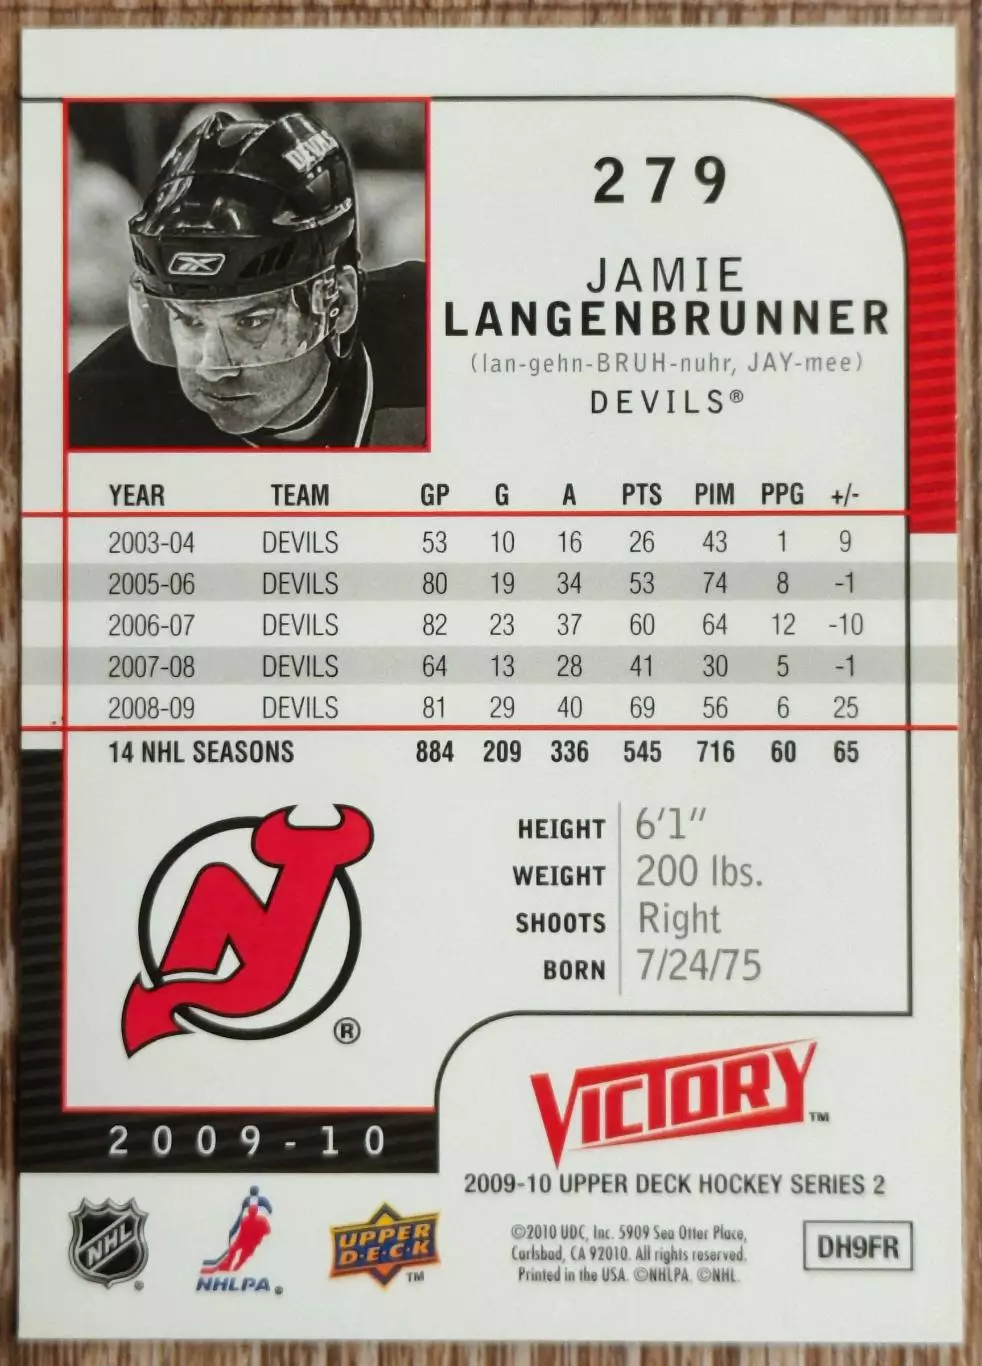 DEVILS
279
JAMIE
LANGENBRUNNER
(lan-gehn-BRUH-nuhr, JAY-mee)
DEVILS®
YEAR TEAM GP G A PTS PIM PPG +/-
2003-04 DEVILS 53 10 16 26 43 1 9
2005-06 DEVILS 80 19 34 53 74 8 -1
2006-07 DEVILS 82 23 37 60 64 12 -10
2007-08 DEVILS 64 13 28 41 30 5 -1
2008-09 DEVILS 81 29 40 69 56 6 25
14 NHL SEASONS 884 209 336 545 716 60 65
HEIGHT 6'1"
WEIGHT 200 lbs.
SHOOTS Right
BORN 7/24/75
®
VICTORY™
2009-10
2009-10 UPPER DECK HOCKEY SERIES 2
NHL®
NHLPA®
UPPER
D•E•C•K™
©2010 UDC, Inc. 5909 Sea Otter Place,
Carlsbad, CA 92010. All rights reserved.
Printed in the USA. ©NHLPA. ©NHL.
DH9FR